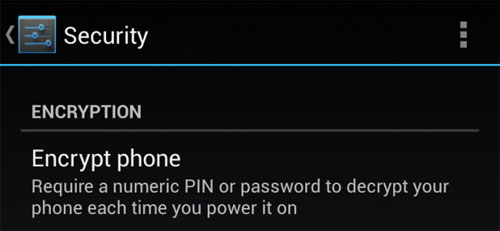 Security
ENCRYPTION
Encrypt phone
Require a numeric PIN or password to decrypt your
phone each time you power it on